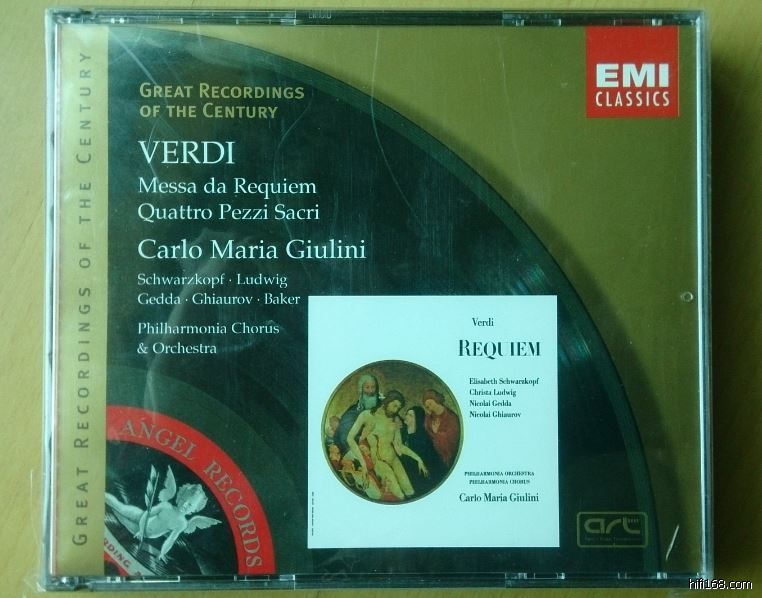 GREAT RECORDINGS OF THE CENTURY
GREAT RECORDINGS
OF THE CENTURY
EMI
CLASSICS
VERDI
Messa da Requiem
Quattro Pezzi Sacri
Carlo Maria Giulini
Schwarzkopf · Ludwig
Gedda · Ghiaurov · Baker
Philharmonia Chorus
& Orchestra
Verdi
REQUIEM
Elisabeth Schwarzkopf
Christa Ludwig
Nicolai Gedda
Nicolai Ghiaurov
PHILHARMONIA ORCHESTRA
PHILHARMONIA CHORUS
Carlo Maria Giulini
ANGEL RECORDS
art
hifi168.com